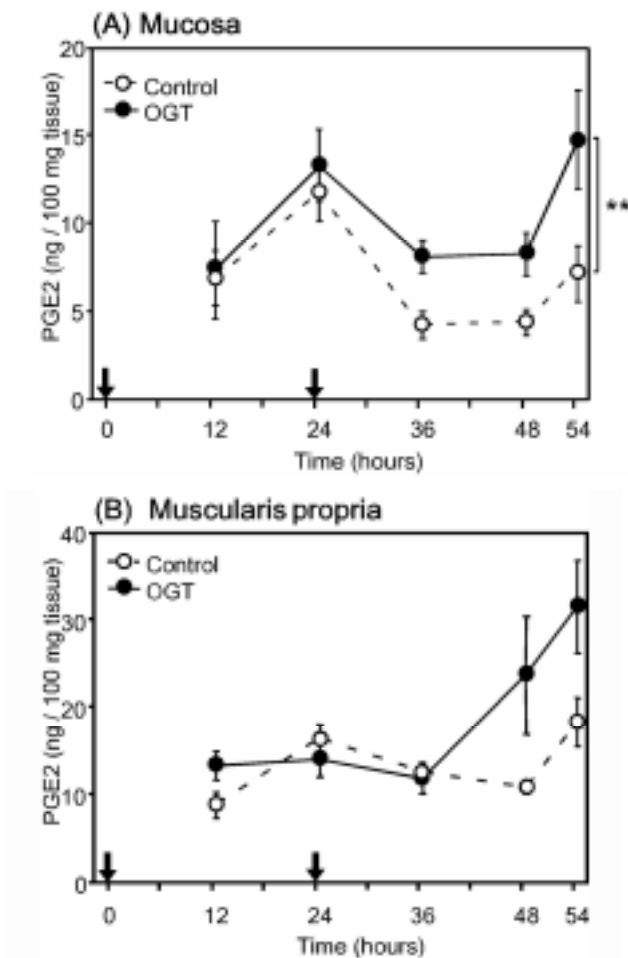 (A) Mucosa
20
15
10
5
0
PGE2 (ng / 100 mg tissue)
Control
OGT
**
0 12 24 36 48 54
Time (hours)
(B) Muscularis propria
40
30
20
10
0
PGE2 (ng / 100 mg tissue)
Control
OGT
0 12 24 36 48 54
Time (hours)